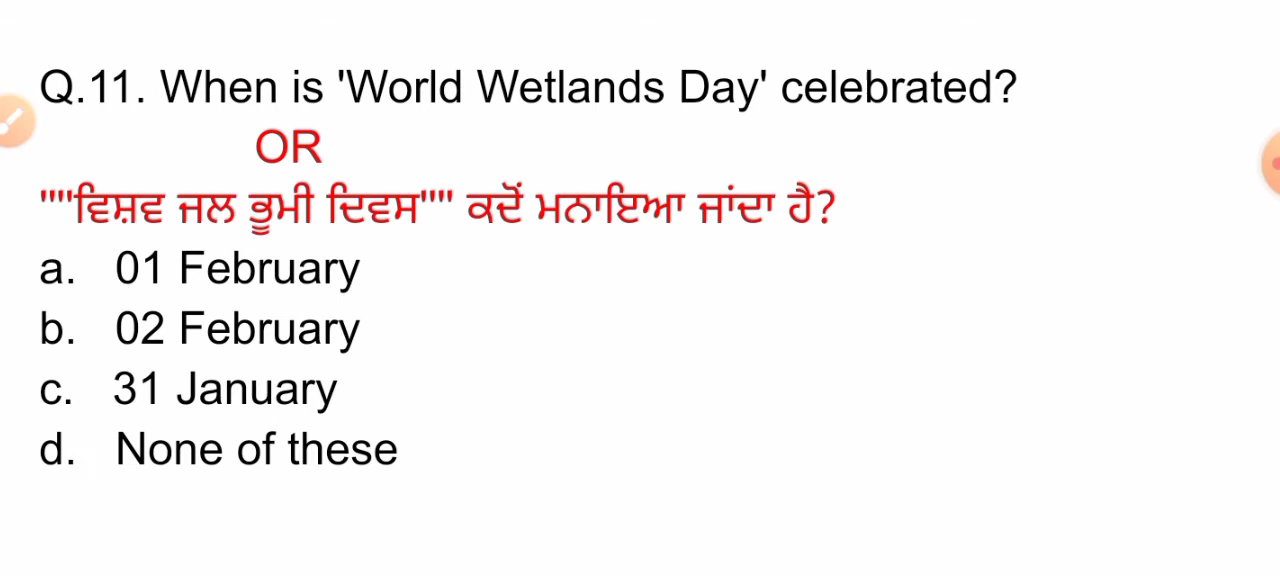 Q.11. When is 'World Wetlands Day' celebrated?
OR
""ਵਿਸ਼ਵ ਜਲ ਭੂਮੀ ਦਿਵਸ"" ਕਦੋਂ ਮਨਾਇਆ ਜਾਂਦਾ ਹੈ?
a. 01 February
b. 02 February
c. 31 January
d. None of these